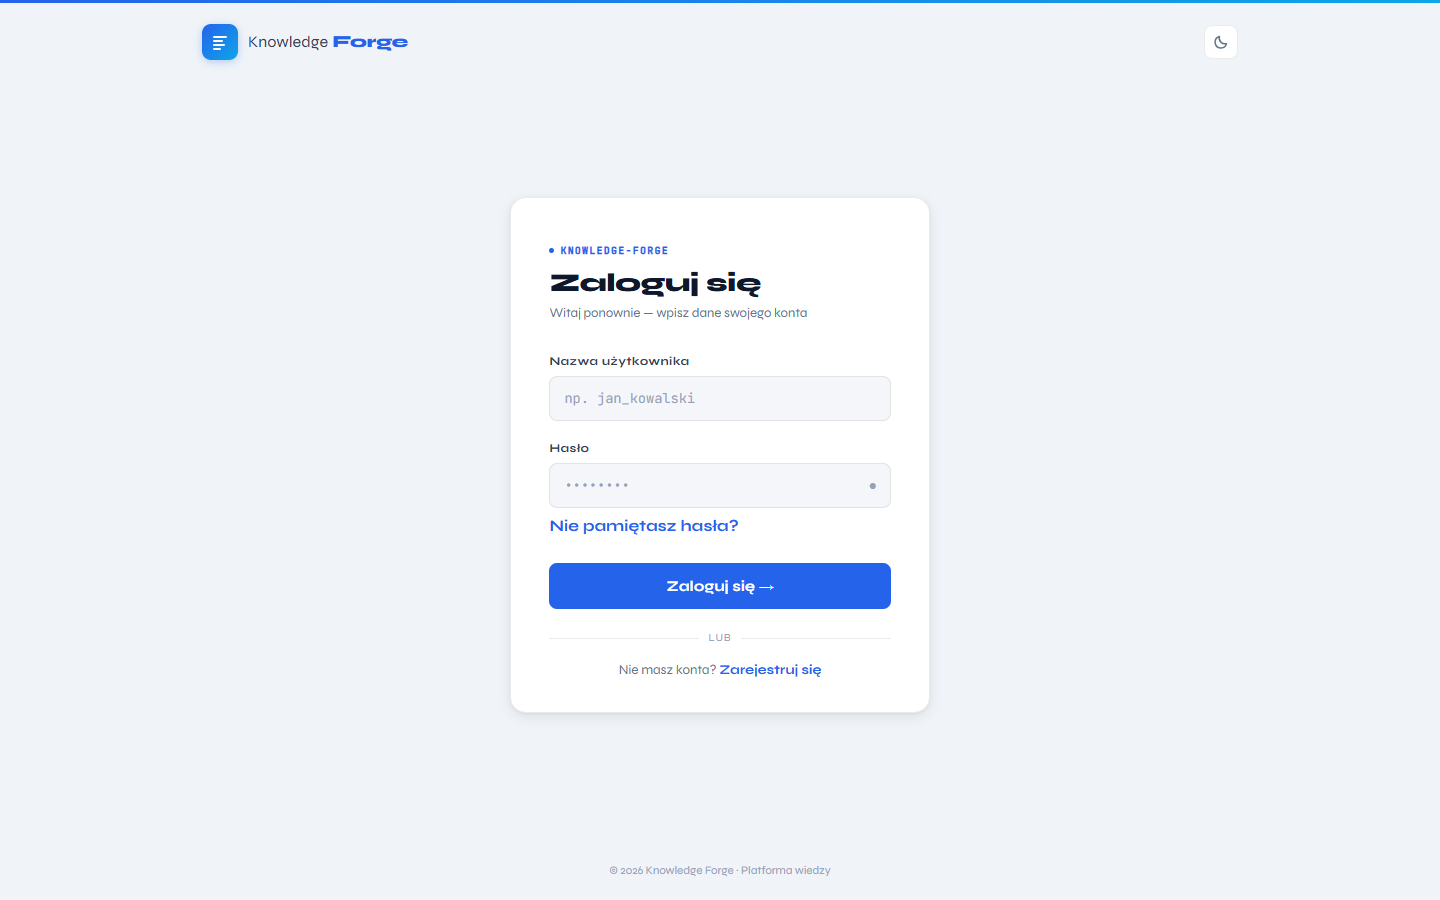 Knowledge Forge
KNOWLEDGE-FORGE
Zaloguj się
Witaj ponownie — wpisz dane swojego konta
Nazwa użytkownika
np. jan_kowalski
Hasło
••••••••
Nie pamiętasz hasła?
Zaloguj się →
LUB
Nie masz konta? Zarejestruj się
© 2026 Knowledge Forge · Platforma wiedzy